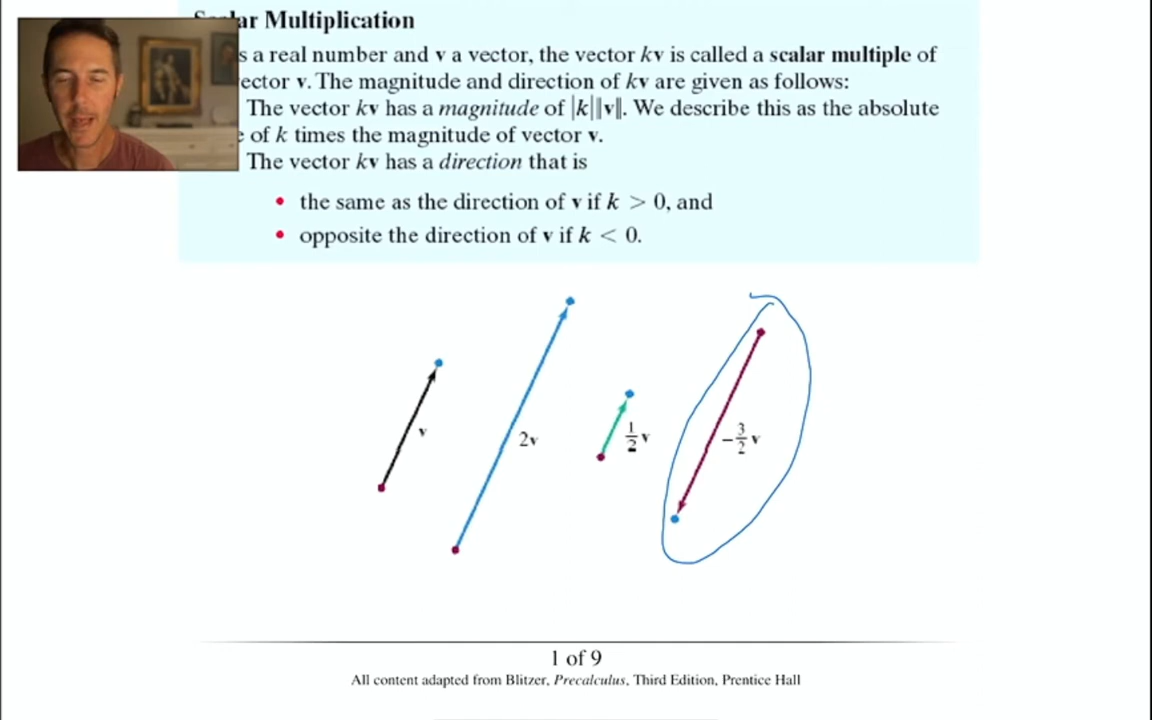 ar Multiplication
s a real number and v a vector, the vector kv is called a scalar multiple of
ector v. The magnitude and direction of kv are given as follows:
The vector kv has a magnitude of |k|‖v‖. We describe this as the absolute
of k times the magnitude of vector v.
The vector kv has a direction that is
• the same as the direction of v if k > 0, and
• opposite the direction of v if k < 0.
v
2v
1/2 v
-3/2 v
1 of 9
All content adapted from Blitzer, Precalculus, Third Edition, Prentice Hall